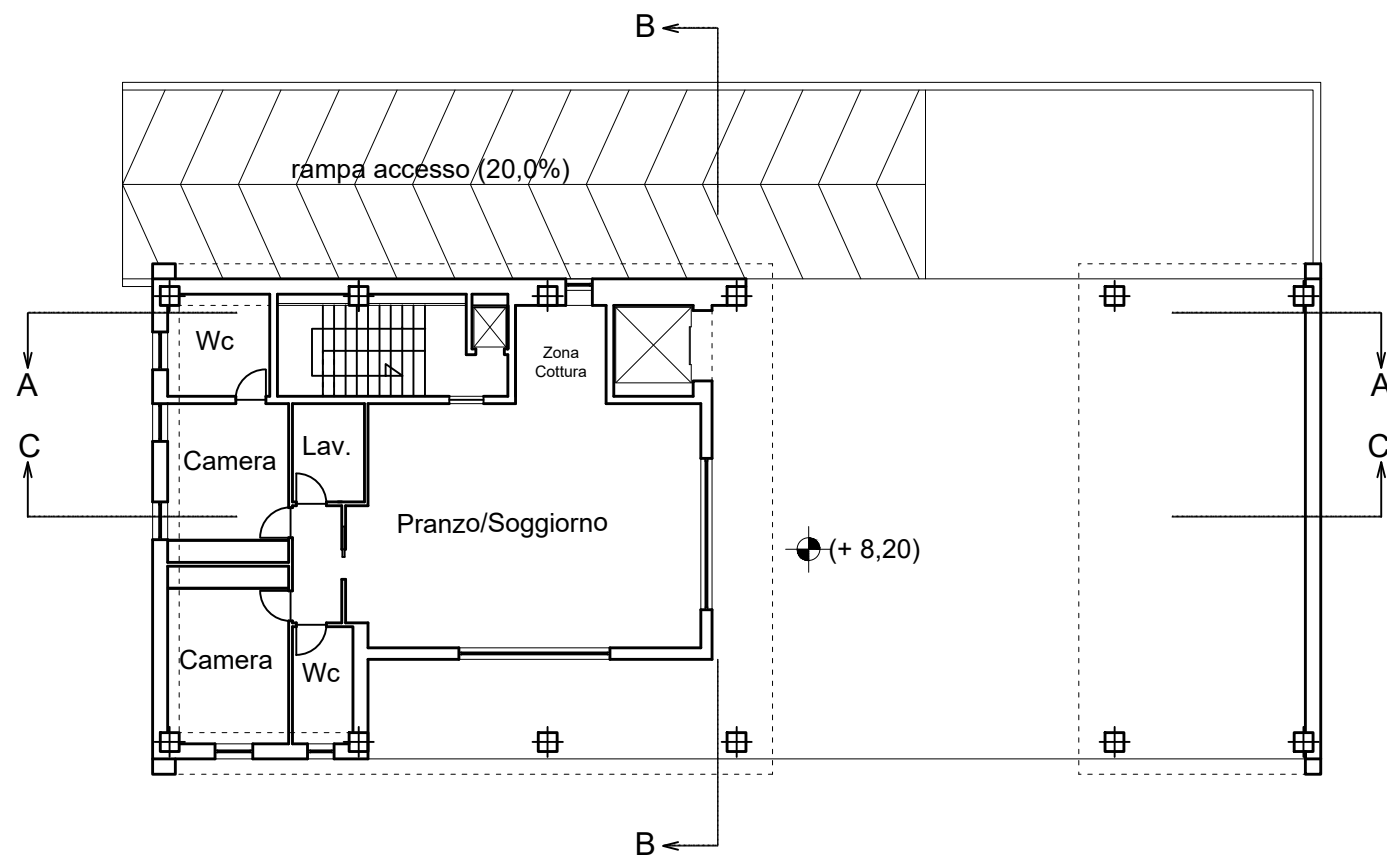 B
rampa accesso (20,0%)
Wc
Zona
Cottura
A
A
C
Camera
Lav.
C
Pranzo/Soggiorno
(+ 8,20)
Camera
Wc
B